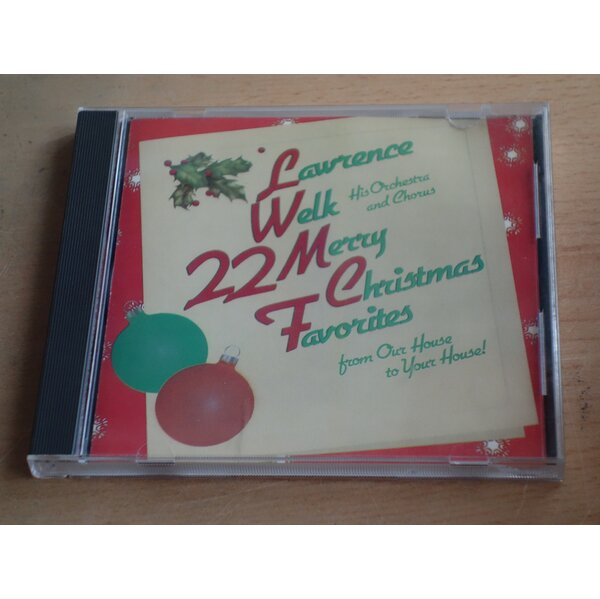 Lawrence
Welk His Orchestra
and Chorus
22 Merry
Christmas
Favorites
from Our House
to Your House!